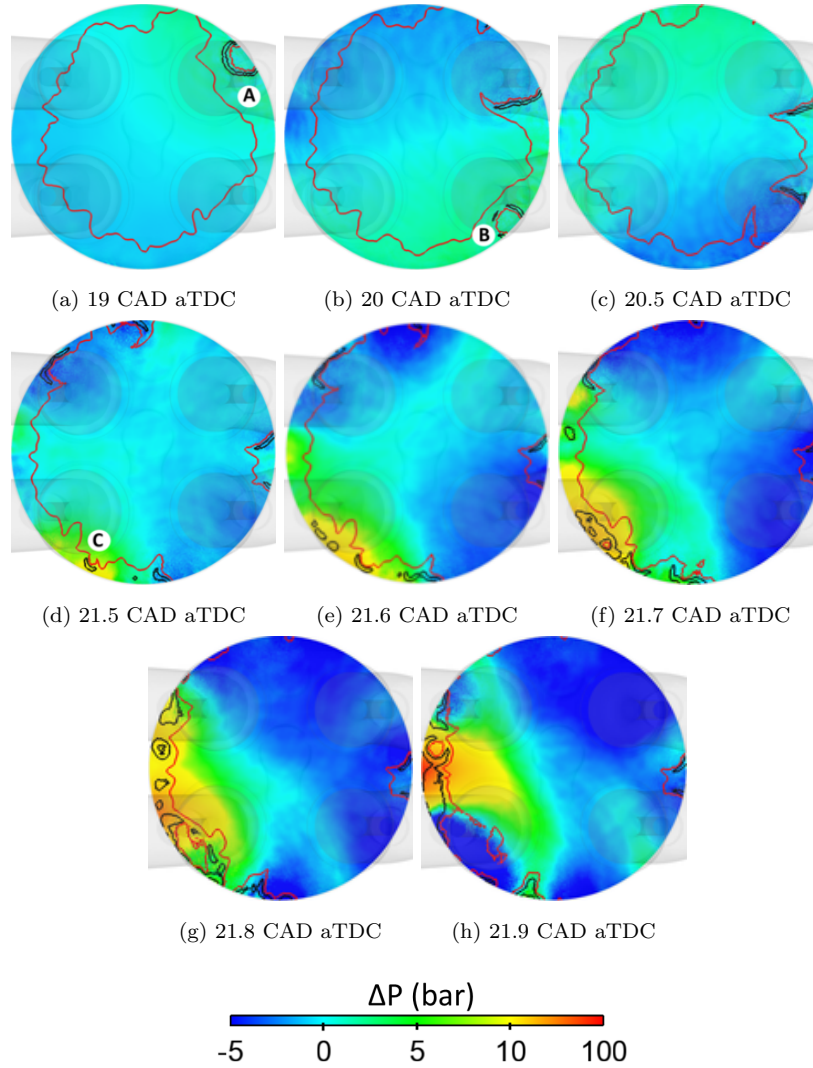 A
B
(a) 19 CAD aTDC
(b) 20 CAD aTDC
(c) 20.5 CAD aTDC
C
(d) 21.5 CAD aTDC
(e) 21.6 CAD aTDC
(f) 21.7 CAD aTDC
(g) 21.8 CAD aTDC
(h) 21.9 CAD aTDC
ΔP (bar)
-5 0 5 10 100